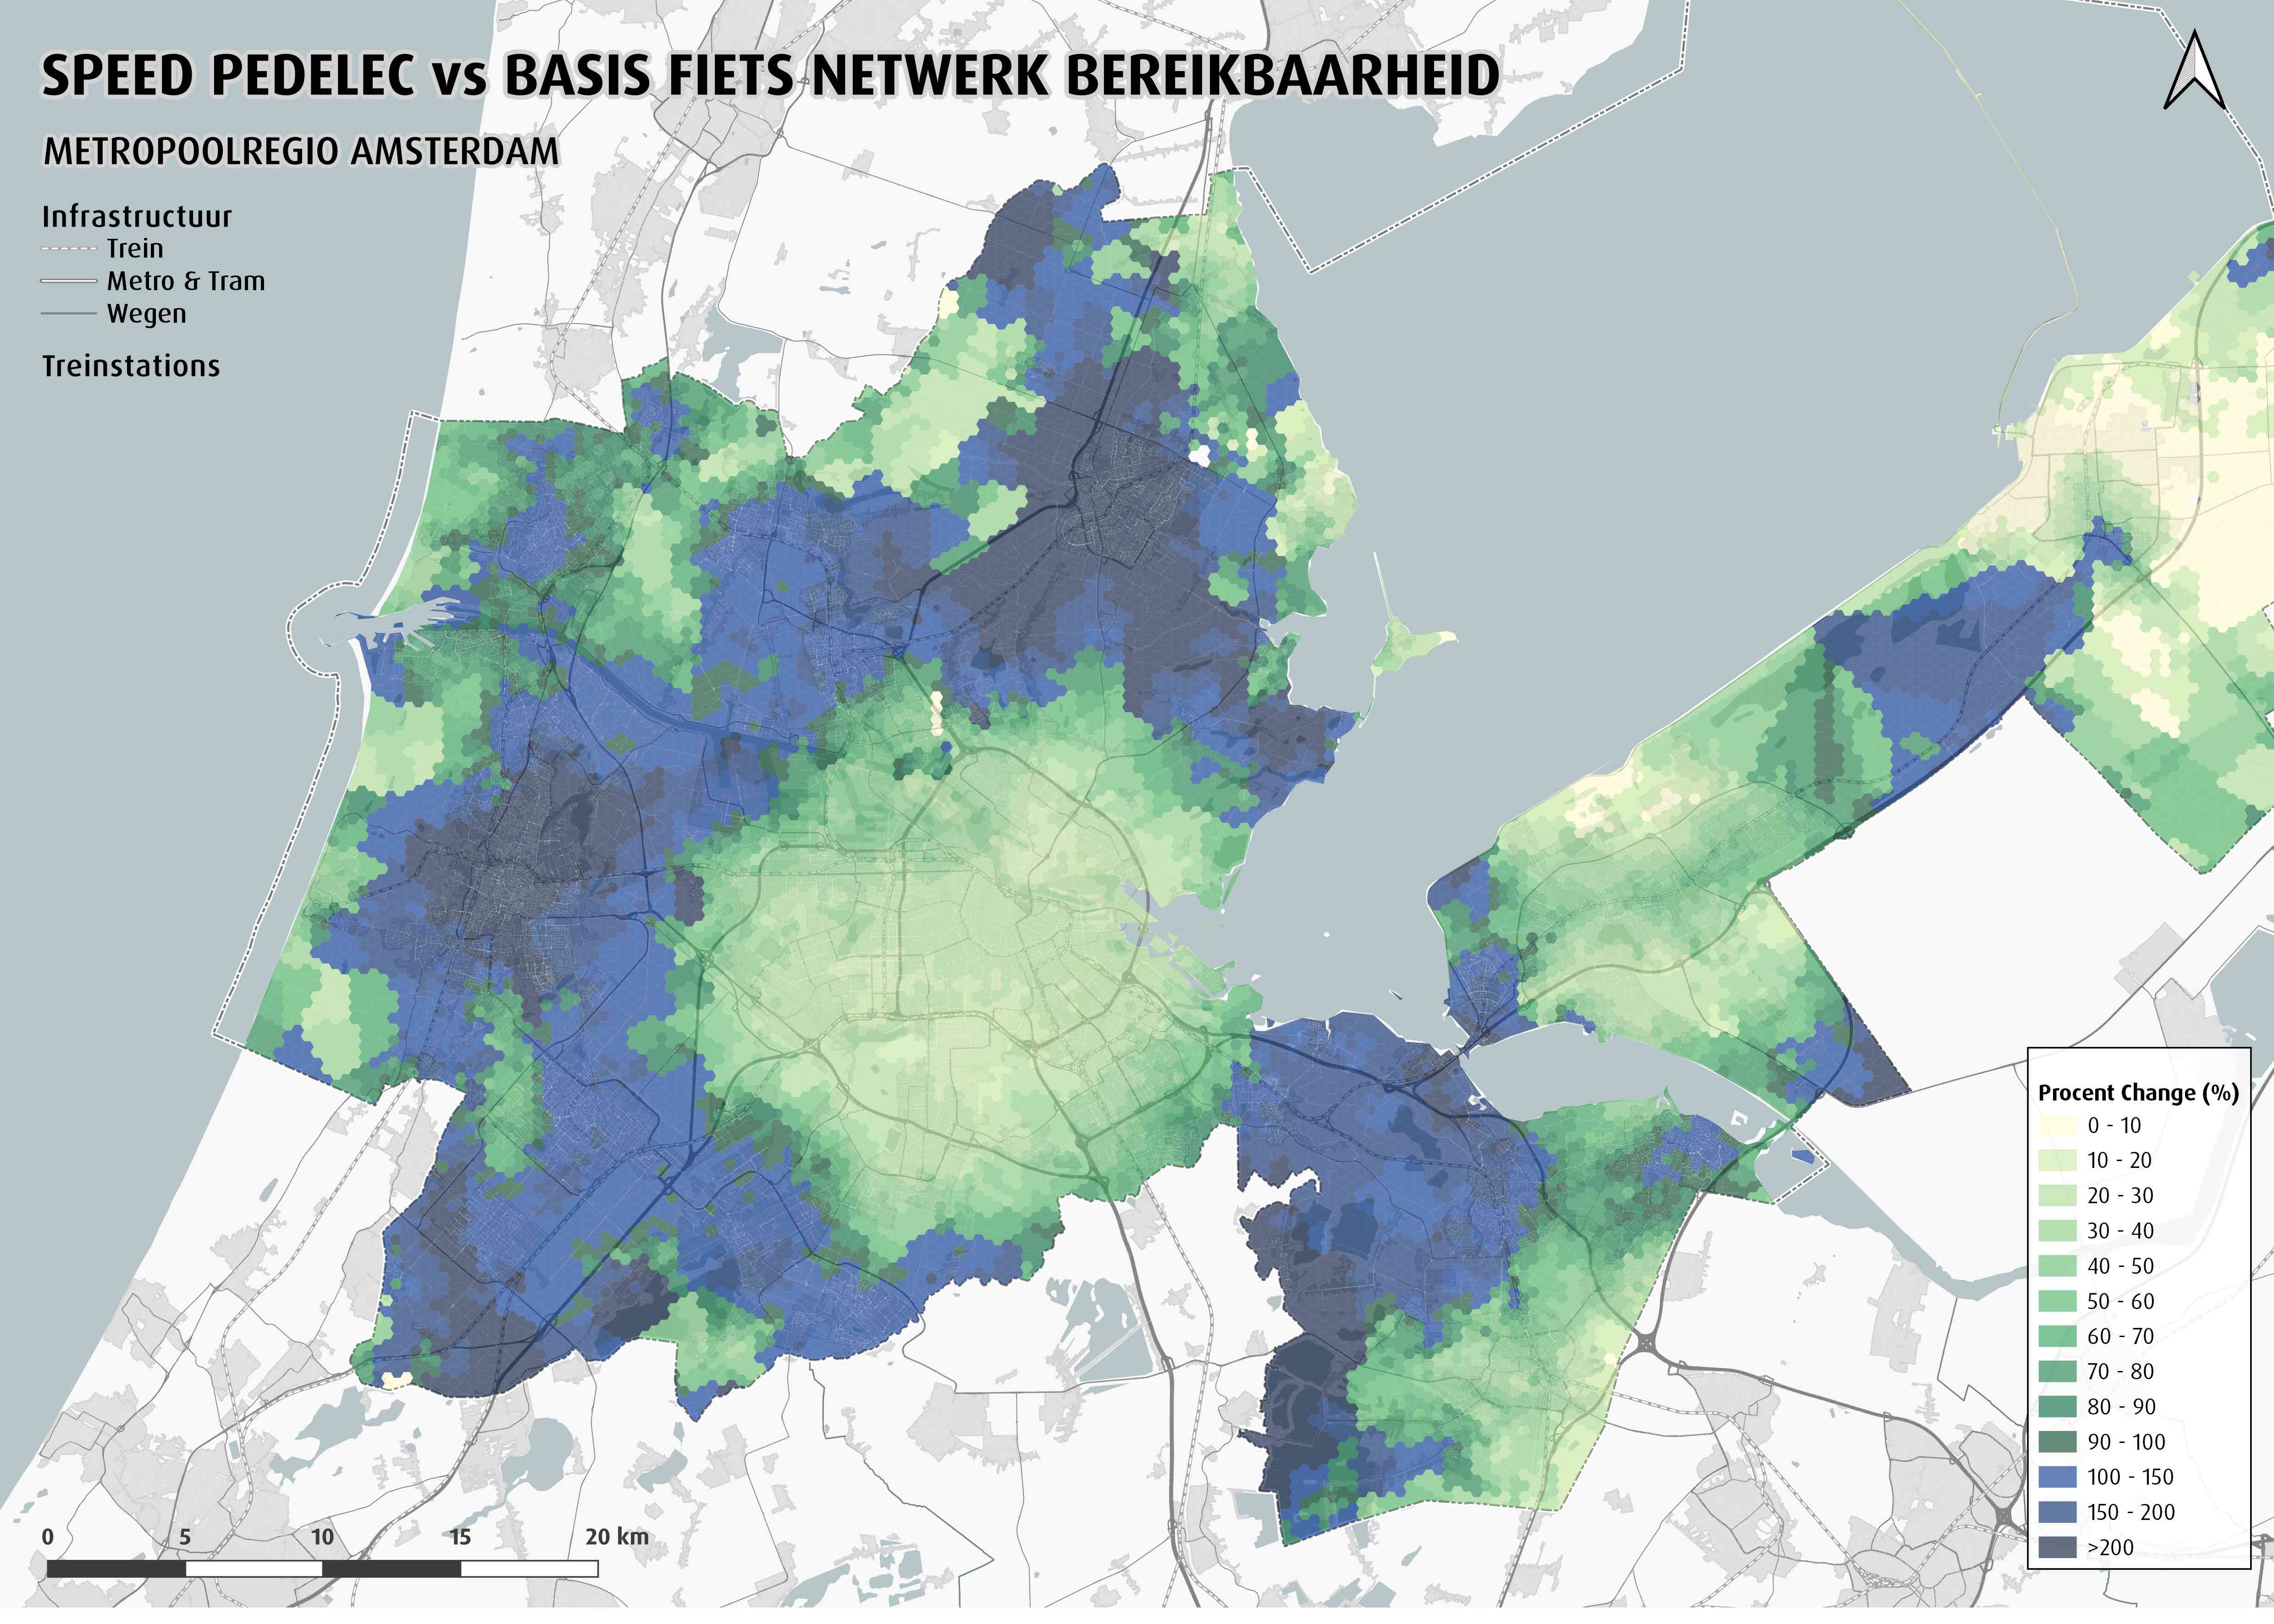 SPEED PEDELEC vs BASIS FIETS NETWERK BEREIKBAARHEID
METROPOOLREGIO AMSTERDAM
Infrastructuur
Trein
Metro & Tram
Wegen
Treinstations
Procent Change (%)
0 - 10
10 - 20
20 - 30
30 - 40
40 - 50
50 - 60
60 - 70
70 - 80
80 - 90
90 - 100
100 - 150
150 - 200
>200
0 5 10 15 20 km